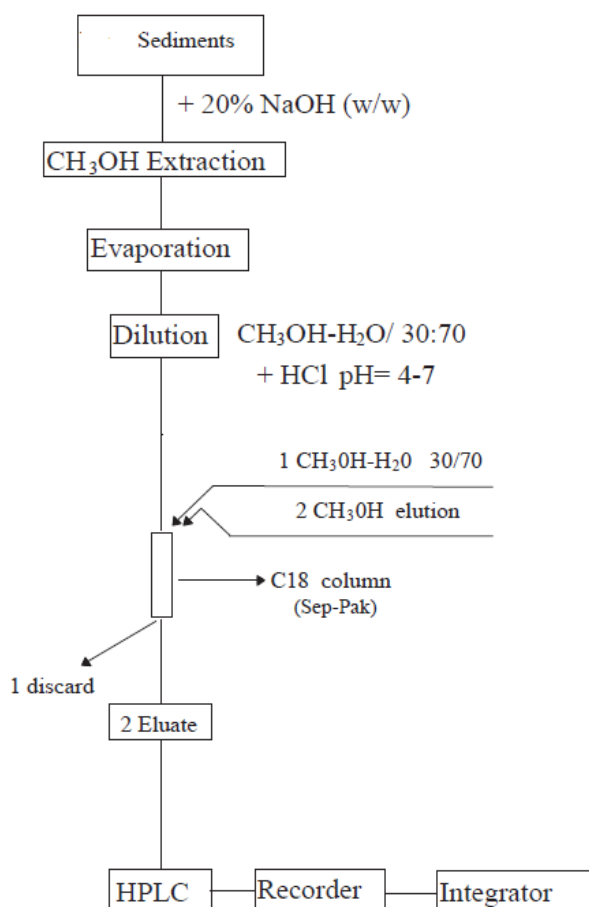 Sediments
+ 20% NaOH (w/w)
CH₃OH Extraction
Evaporation
Dilution
CH₃OH-H₂O/ 30:70
+ HCl pH= 4-7
1 CH₃0H-H₂0 30/70
2 CH₃0H elution
C18 column
(Sep-Pak)
1 discard
2 Eluate
HPLC
Recorder
Integrator